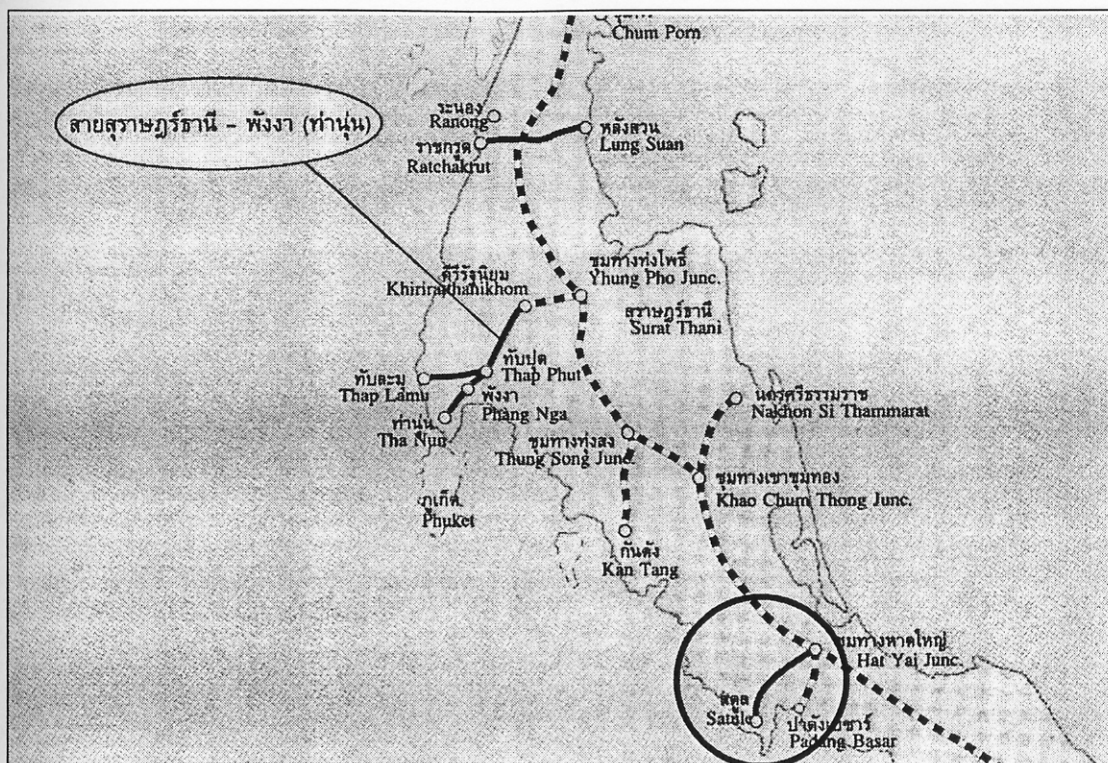 Chum Porn
ระนอง
Ranong
สายสุราษฎร์ธานี - พังงา (ท่านุ่น)
หลังสวน
Lung Suan
ราชกรูด
Ratchakrut
ชุมทางทุ่งโพธิ์
Yhung Pho Junc.
คีรีรัฐนิยม
Khirirapthanikhom
สุราษฎร์ธานี
Surat Thani
ทับปุด
Thap Phut
ทับละมุ
Thap Lamu
พังงา
Phang Nga
นครศรีธรรมราช
Nakhon Si Thammarat
ท่านุ่น
Tha Nun
ชุมทางทุ่งสง
Thung Song Junc.
ชุมทางเขาชุมทอง
Khao Chum Thong Junc.
ภูเก็ต
Phuket
กันตัง
Kan Tang
ชุมทางหาดใหญ่
Hat Yai Junc.
สตูล
Satule
ปาดังเบซาร์
Padang Basar